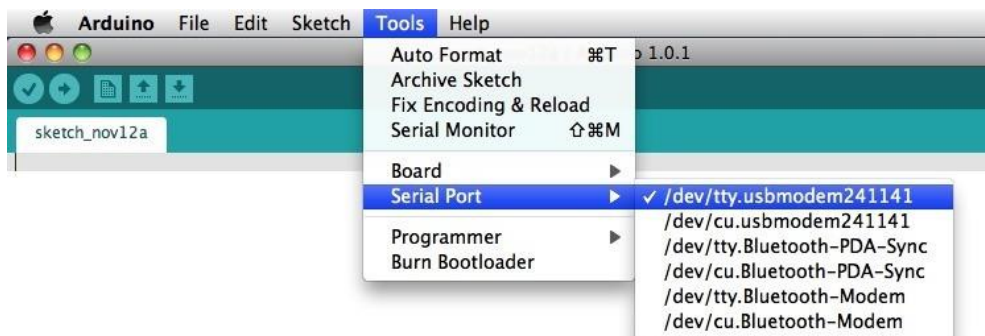 Arduino File Edit Sketch Tools Help
1.0.1
Auto Format ⌘T
Archive Sketch
Fix Encoding & Reload
Serial Monitor ⇧⌘M
sketch_nov12a
Board
Serial Port
Programmer
Burn Bootloader
✓ /dev/tty.usbmodem241141
/dev/cu.usbmodem241141
/dev/tty.Bluetooth-PDA-Sync
/dev/cu.Bluetooth-PDA-Sync
/dev/tty.Bluetooth-Modem
/dev/cu.Bluetooth-Modem